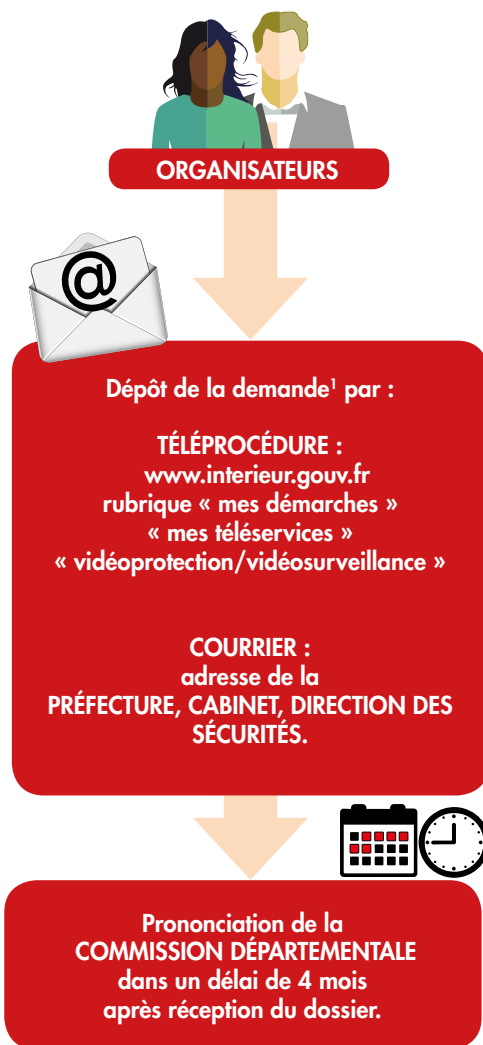 ORGANISATEURS
@
Dépôt de la demande¹ par :
TÉLÉPROCÉDURE :
www.interieur.gouv.fr
rubrique « mes démarches »
« mes téléservices »
« vidéoprotection/vidésurveillance »
COURRIER :
adresse de la
PRÉFECTURE, CABINET, DIRECTION DES
SÉCURITÉS.
Prononciation de la
COMMISSION DÉPARTEMENTALE
dans un délai de 4 mois
après réception du dossier.